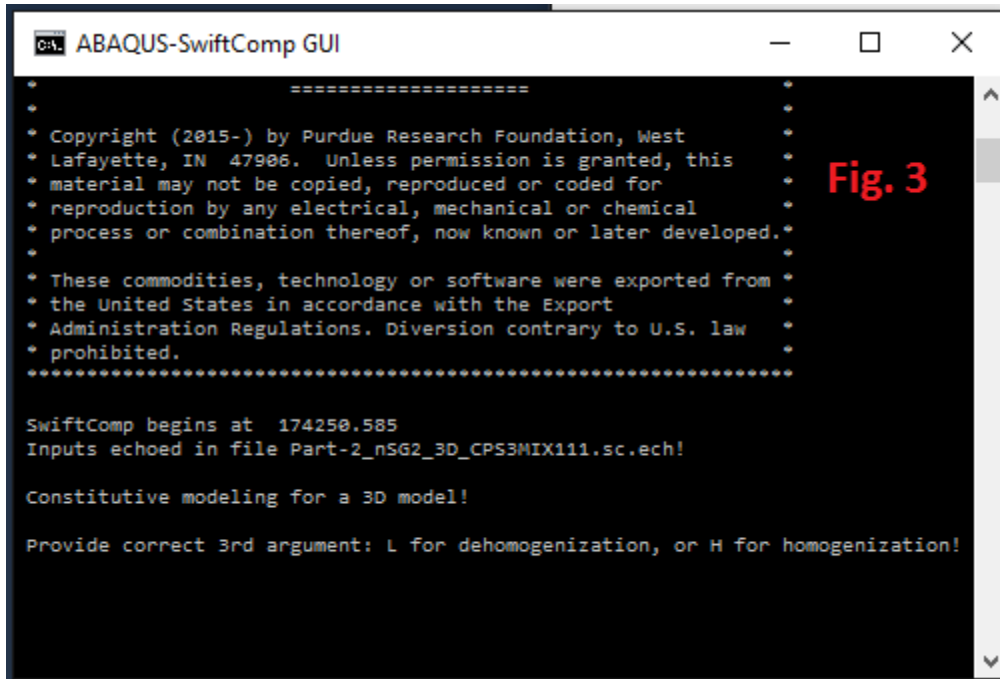 ABAQUS-SwiftComp GUI
* ==================== *
* *
* Copyright (2015-) by Purdue Research Foundation, West *
* Lafayette, IN  47906.  Unless permission is granted, this *
* material may not be copied, reproduced or coded for *
* reproduction by any electrical, mechanical or chemical *
* process or combination thereof, now known or later developed.*
* *
* These commodities, technology or software were exported from *
* the United States in accordance with the Export *
* Administration Regulations. Diversion contrary to U.S. law *
* prohibited. *
****************************************************************
Fig. 3
SwiftComp begins at  174250.585
Inputs echoed in file Part-2_nSG2_3D_CPS3MIX111.sc.ech!
Constitutive modeling for a 3D model!
Provide correct 3rd argument: L for dehomogenization, or H for homogenization!